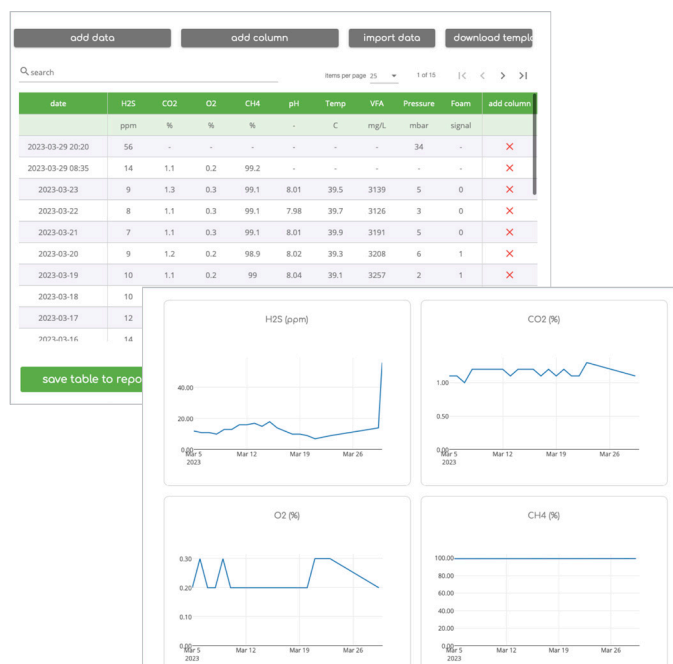 add data add column import data download templ
search Items per page 25 1 of 15
date H2S CO2 O2 CH4 pH Temp VFA Pressure Foam add column
ppm % % % - C mg/L mbar signal
2023-03-29 20:20 56 - - - - - - 34 -
2023-03-29 08:35 14 1.1 0.2 99.2 - - - - -
2023-03-23 9 1.3 0.3 99.1 8.01 39.5 3139 5 0
2023-03-22 8 1.1 0.3 99.1 7.98 39.7 3126 3 0
2023-03-21 7 1.1 0.3 99.1 8.01 39.9 3191 5 0
2023-03-20 9 1.2 0.2 98.9 8.02 39.3 3208 6 1
2023-03-19 10 1.1 0.2 99 8.04 39.1 3257 2 1
2023-03-18 10
2023-03-17 12
2023-03-16 14
save table to repo
H2S (ppm)
40.00
20.00
0.00
Mar 5 Mar 12 Mar 19 Mar 26
2023
CO2 (%)
1.00
0.50
0.00
Mar 5 Mar 12 Mar 19 Mar 26
2023
O2 (%)
0.30
0.20
0.10
0.00
Mar 5 Mar 12 Mar 19 Mar 26
2023
CH4 (%)
100.00
80.00
60.00
40.00
20.00
0.00
Mar 5 Mar 12 Mar 19 Mar 26
2023